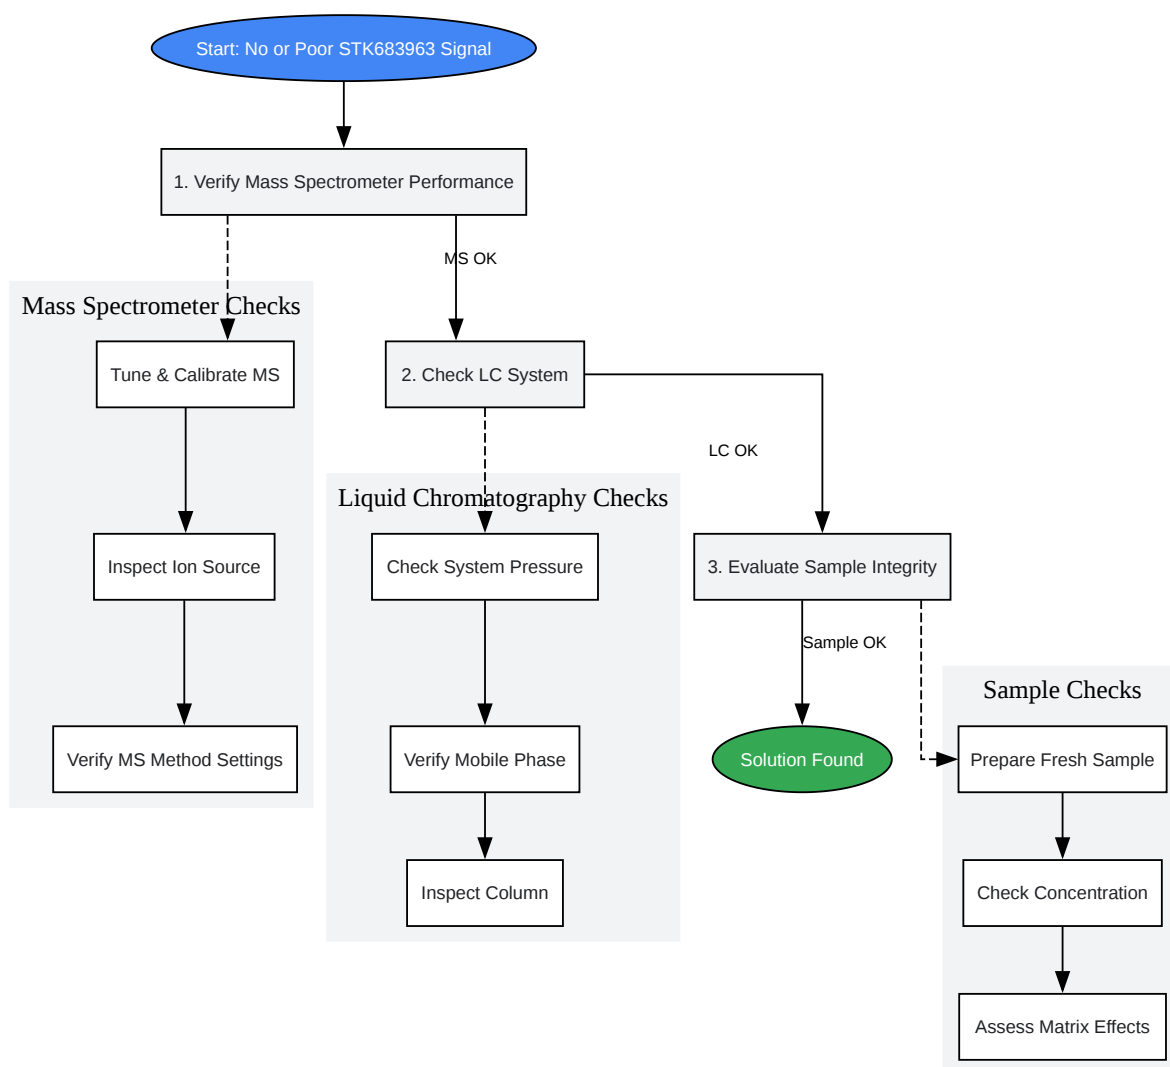 Start: No or Poor STK683963 Signal
1. Verify Mass Spectrometer Performance
MS OK
Mass Spectrometer Checks
Tune & Calibrate MS
2. Check LC System
LC OK
Liquid Chromatography Checks
Inspect Ion Source
Check System Pressure
3. Evaluate Sample Integrity
Sample OK
Sample Checks
Verify MS Method Settings
Verify Mobile Phase
Solution Found
Prepare Fresh Sample
Inspect Column
Check Concentration
Assess Matrix Effects